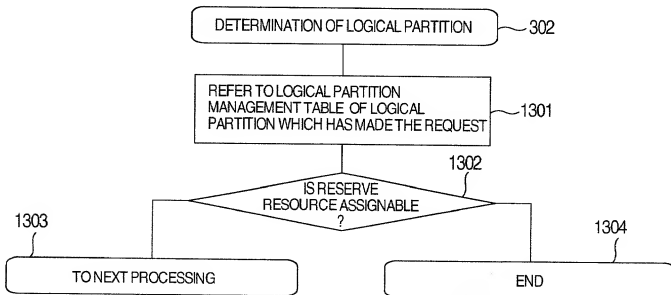 DETERMINATION OF LOGICAL PARTITION
302
REFER TO LOGICAL PARTITION
MANAGEMENT TABLE OF LOGICAL
PARTITION WHICH HAS MADE THE REQUEST
1301
1302
IS RESERVE
RESOURCE ASSIGNABLE
?
1303
1304
TO NEXT PROCESSING
END